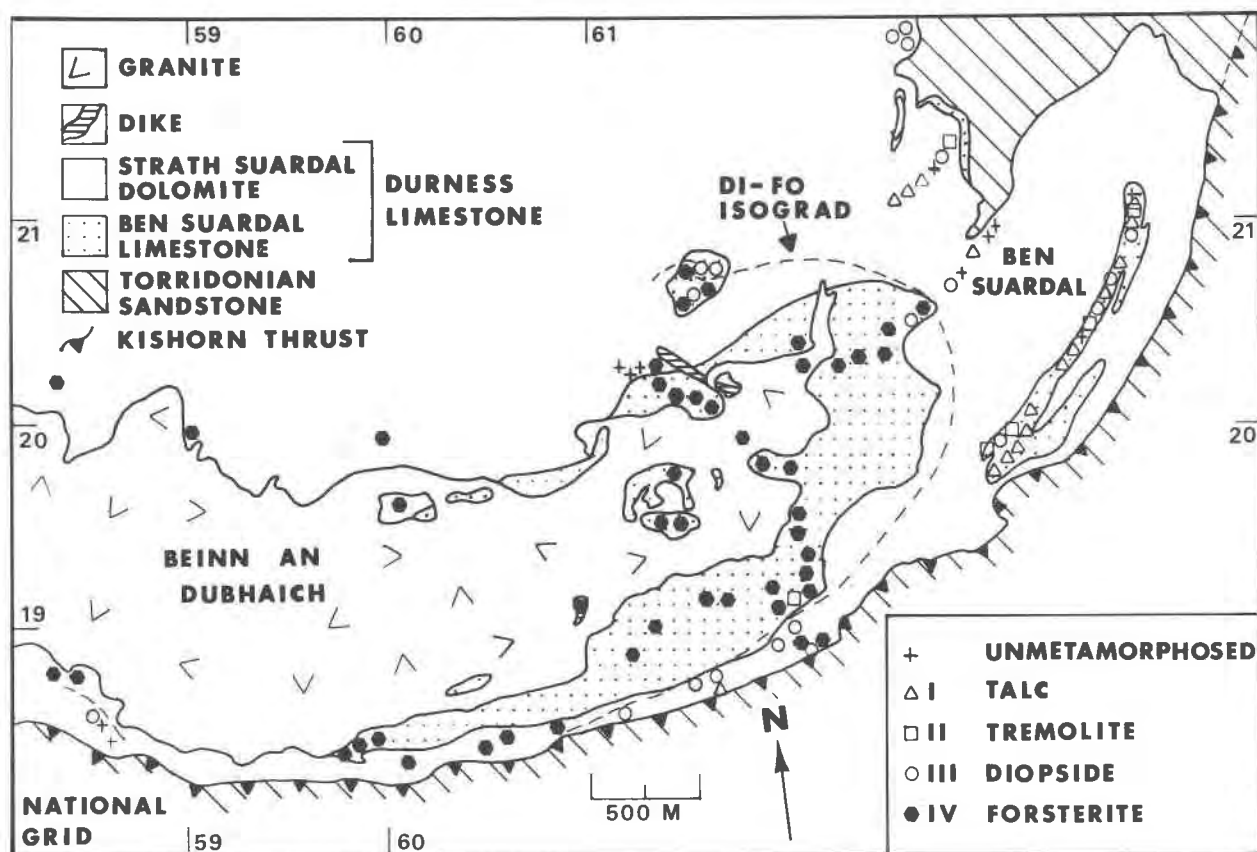 59
60
61
GRANITE
DIKE
STRATH SUARDAL
DOLOMITE
BEN SUARDAL
LIMESTONE
DURNESS
LIMESTONE
TORRIDONIAN
SANDSTONE
KISHORN THRUST
DI-FO
ISOGRAD
21
21
BEN
SUARDAL
20
20
BEINN AN
DUBHAICH
19
N
500 M
NATIONAL
GRID
59
60
+ UNMETAMORPHOSED
△ I TALC
□ II TREMOLITE
○ III DIOPSIDE
● IV FORSTERITE